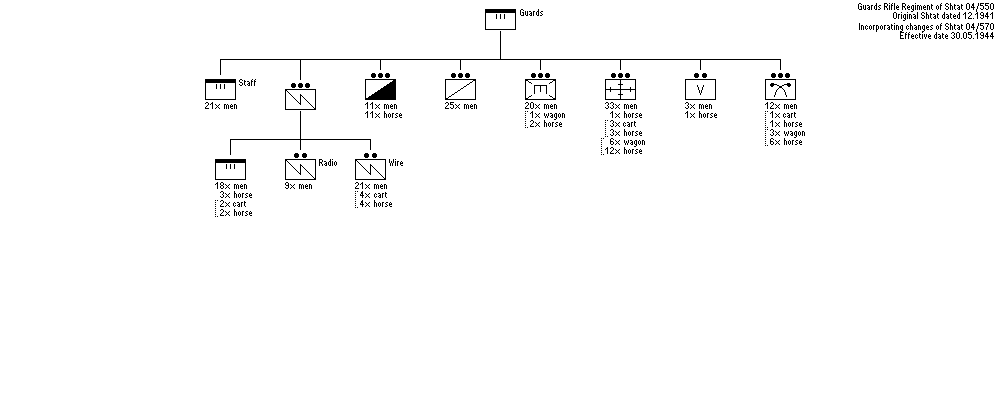 Guards Rifle Regiment of Shtat 04/550
Original Shtat dated 12.1941
Incorporating changes of Shtat 04/570
Effective date 30.05.1944
Guards
Staff
21x men
11x men
11x horse
25x men
20x men
1x wagon
2x horse
33x men
1x horse
3x cart
3x horse
6x wagon
12x horse
V
3x men
1x horse
12x men
1x cart
1x horse
3x wagon
6x horse
18x men
3x horse
2x cart
2x horse
Radio
9x men
Wire
21x men
4x cart
4x horse